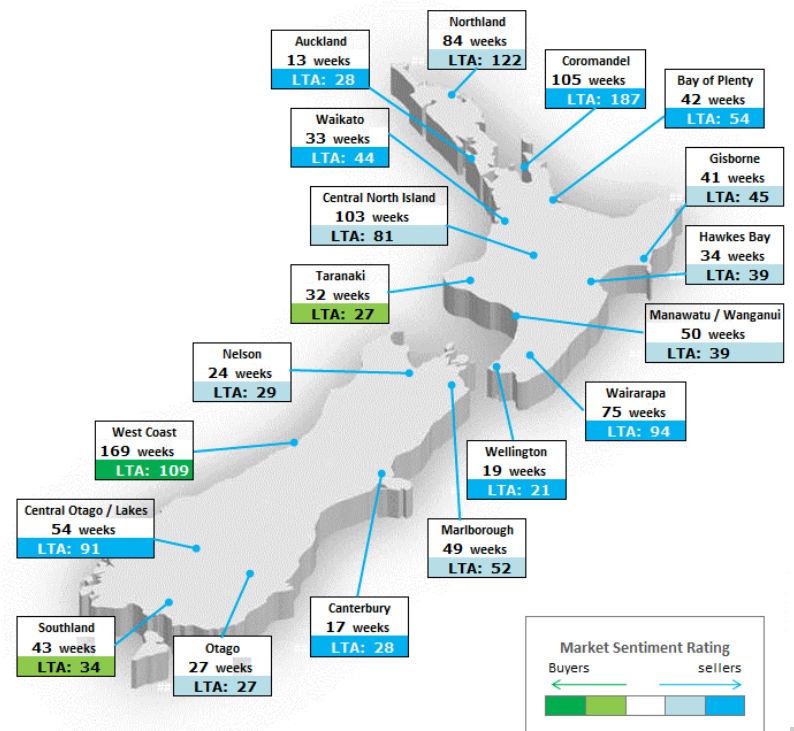 Northland
84 weeks
LTA: 122
Auckland
13 weeks
LTA: 28
Coromandel
105 weeks
LTA: 187
Bay of Plenty
42 weeks
LTA: 54
Waikato
33 weeks
LTA: 44
Gisborne
41 weeks
LTA: 45
Central North Island
103 weeks
LTA: 81
Hawkes Bay
34 weeks
LTA: 39
Taranaki
32 weeks
LTA: 27
Manawatu / Wanganui
50 weeks
LTA: 39
Nelson
24 weeks
LTA: 29
Wairarapa
75 weeks
LTA: 94
West Coast
169 weeks
LTA: 109
Wellington
19 weeks
LTA: 21
Central Otago / Lakes
54 weeks
LTA: 91
Marlborough
49 weeks
LTA: 52
Canterbury
17 weeks
LTA: 28
Southland
43 weeks
LTA: 34
Otago
27 weeks
LTA: 27
Market Sentiment Rating
Buyers sellers